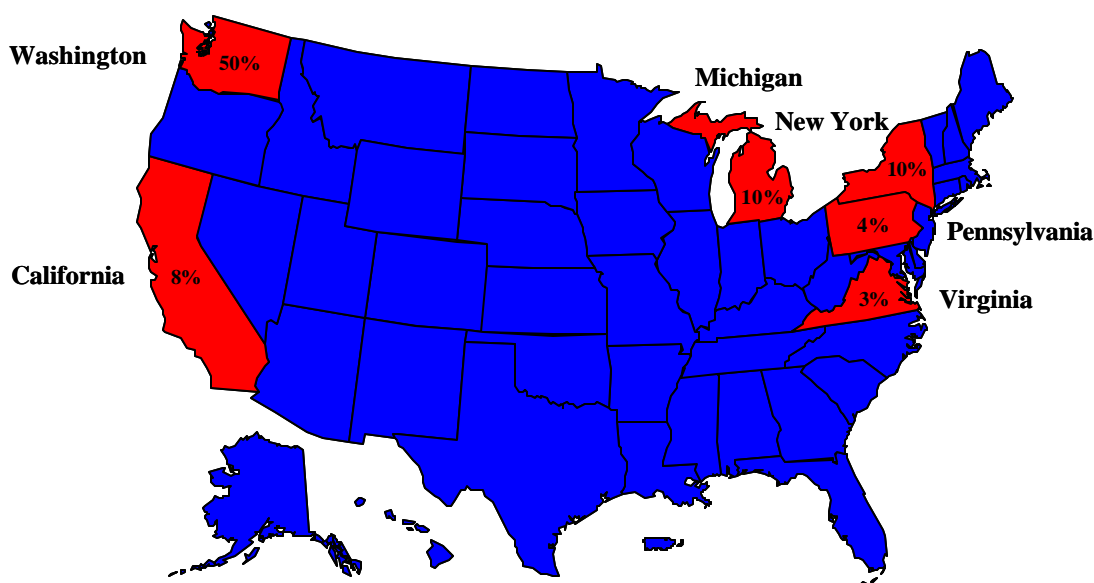 Washington
50%
Michigan
New York
10%
10%
4%
Pennsylvania
California
8%
3%
Virginia